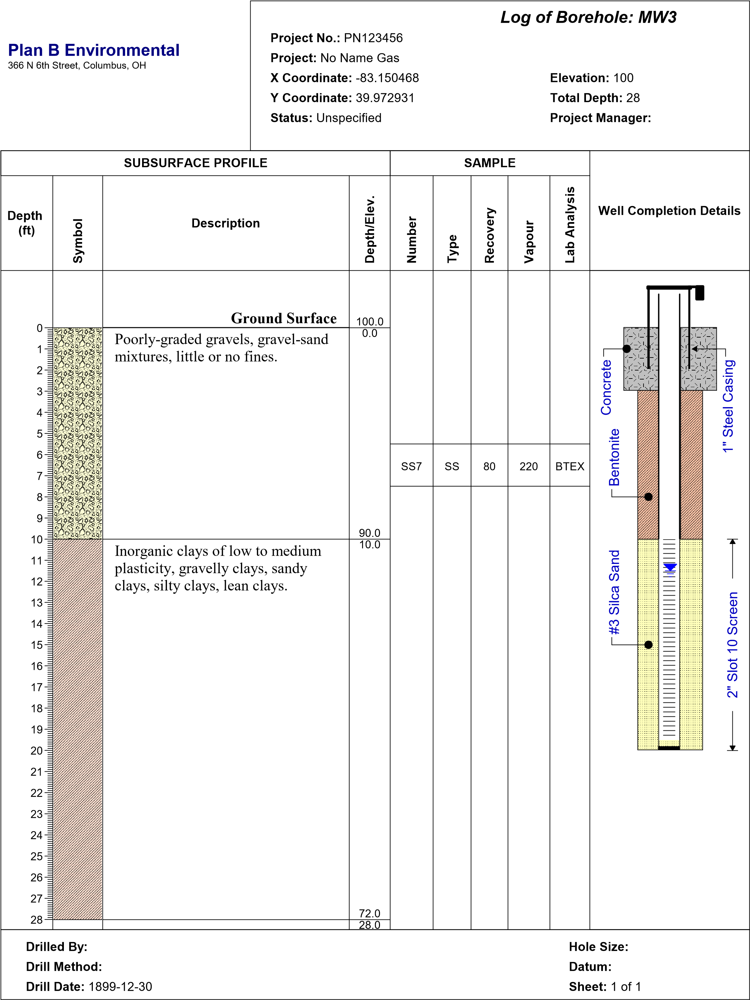 Log of Borehole: MW3
Plan B Environmental
366 N 6th Street, Columbus, OH
Project No.: PN123456
Project: No Name Gas
X Coordinate: -83.150468
Elevation: 100
Y Coordinate: 39.972931
Total Depth: 28
Status: Unspecified
Project Manager:
SUBSURFACE PROFILE
SAMPLE
Well Completion Details
Depth
(ft)
Symbol
Description
Depth/Elev.
Number
Type
Recovery
Vapour
Lab Analysis
Ground Surface
100.0
0.0
Poorly-graded gravels, gravel-sand
mixtures, little or no fines.
90.0
10.0
Inorganic clays of low to medium
plasticity, gravelly clays, sandy
clays, silty clays, lean clays.
72.0
28.0
0
1
2
3
4
5
6
7
8
9
10
11
12
13
14
15
16
17
18
19
20
21
22
23
24
25
26
27
28
SS7 SS 80 220 BTEX
Concrete
1" Steel Casing
Bentonite
#3 Silca Sand
2" Slot 10 Screen
Drilled By:
Drill Method:
Drill Date: 1899-12-30
Hole Size:
Datum:
Sheet: 1 of 1